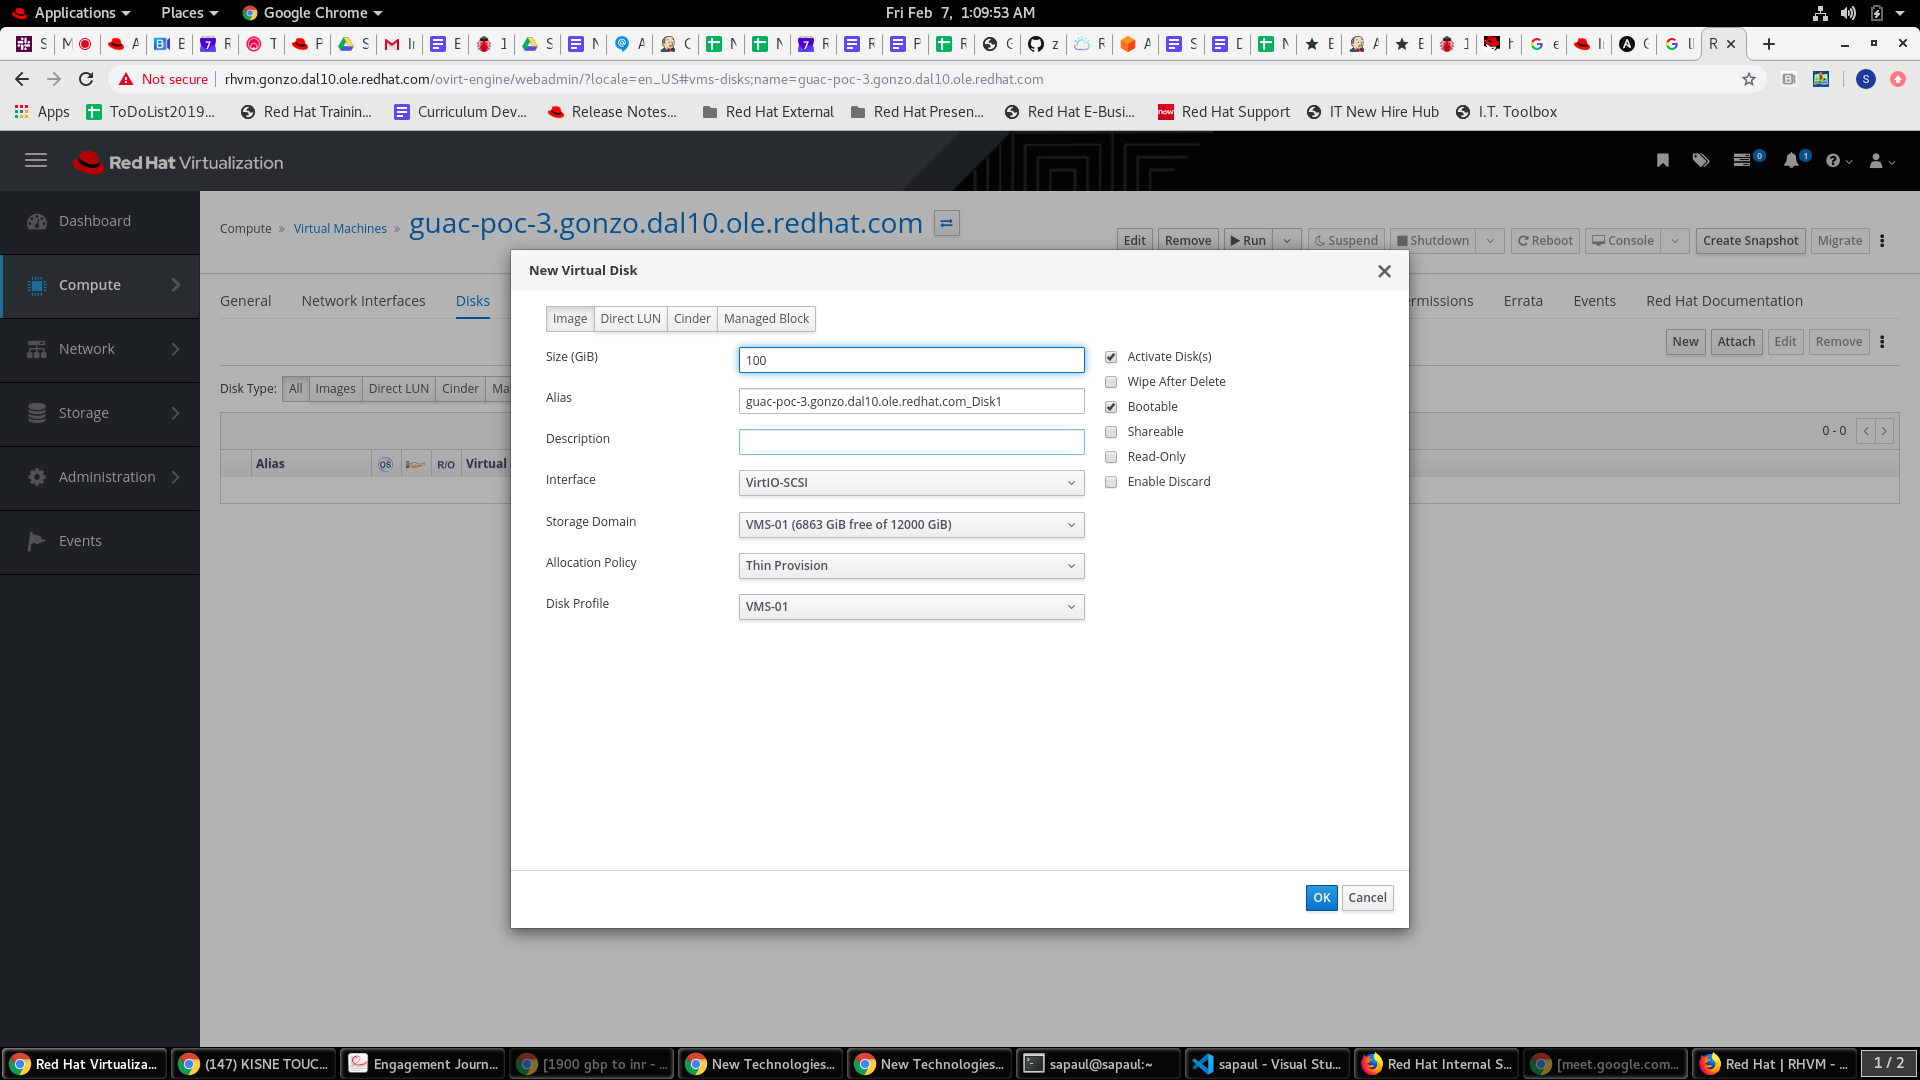 Applications Places Google Chrome Fri Feb 7, 1:09:53 AM
Not secure rhvm.gonzo.dal10.ole.redhat.com/ovirt-engine/webadmin/?locale=en_US#vms-disks;name=guac-poc-3.gonzo.dal10.ole.redhat.com
Apps ToDoList2019... Red Hat Trainin... Curriculum Dev... Release Notes... Red Hat External Red Hat Presen... Red Hat E-Busi... Red Hat Support IT New Hire Hub I.T. Toolbox
Red Hat Virtualization 0 1
Dashboard
Compute
Network
Storage
Administration
Events
Compute » Virtual Machines » guac-poc-3.gonzo.dal10.ole.redhat.com
Edit Remove Run Suspend Shutdown Reboot Console Create Snapshot Migrate
General Network Interfaces Disks ermissions Errata Events Red Hat Documentation
New Attach Edit Remove
Disk Type: All Images Direct LUN Cinder Ma
0 - 0
Alias OS R/O Virtual
New Virtual Disk
Image Direct LUN Cinder Managed Block
Size (GiB) 100
Alias guac-poc-3.gonzo.dal10.ole.redhat.com_Disk1
Description
Interface VirtIO-SCSI
Storage Domain VMS-01 (6863 GiB free of 12000 GiB)
Allocation Policy Thin Provision
Disk Profile VMS-01
Activate Disk(s)
Wipe After Delete
Bootable
Shareable
Read-Only
Enable Discard
OK Cancel
Red Hat Virtualiza... (147) KISNE TOUC... Engagement Journ... [1900 gbp to inr - ... New Technologies... New Technologies... sapaul@sapaul:~ sapaul - Visual Stu... Red Hat Internal S... [meet.google.com... Red Hat | RHVM - ... 1 / 2